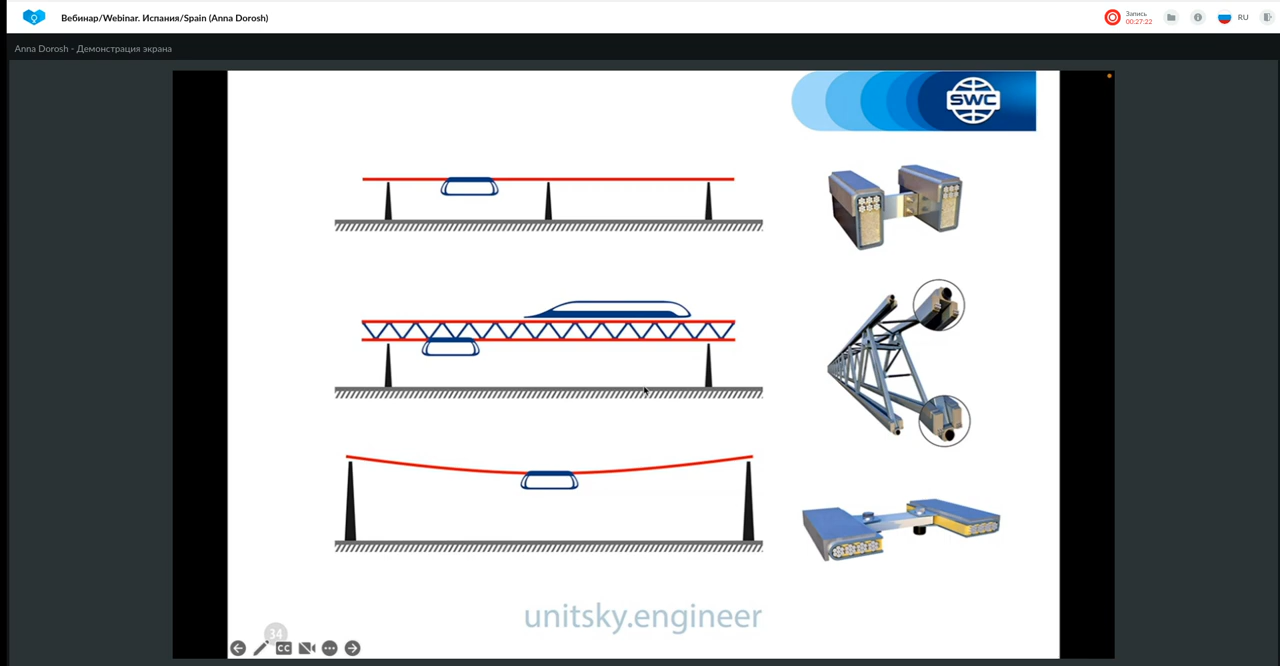 Вебинар/Webinar. Испания/Spain (Anna Dorosh)
Запись
00:27:22
RU
Anna Dorosh - Демонстрация экрана
SWC
unitsky.engineer
34
CC